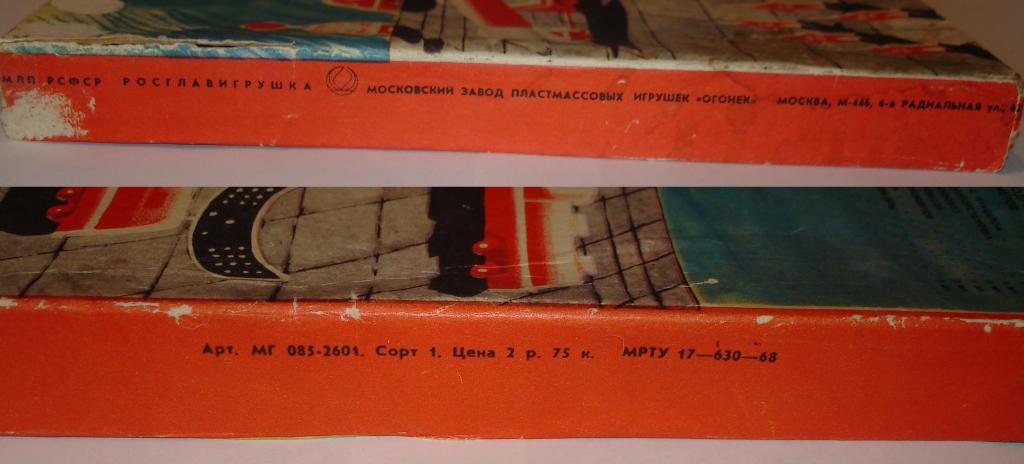 МЛП РСФСР РОСГЛАВИГРУШКА МОСКОВСКИЙ ЗАВОД ПЛАСТМАССОВЫХ ИГРУШЕК «ОГОНЕК» МОСКВА, М-446, 6-я РАДИАЛЬНАЯ ул.,
Арт. МГ 085-2601. Сорт 1. Цена 2 р. 75 к. МРТУ 17—630—68